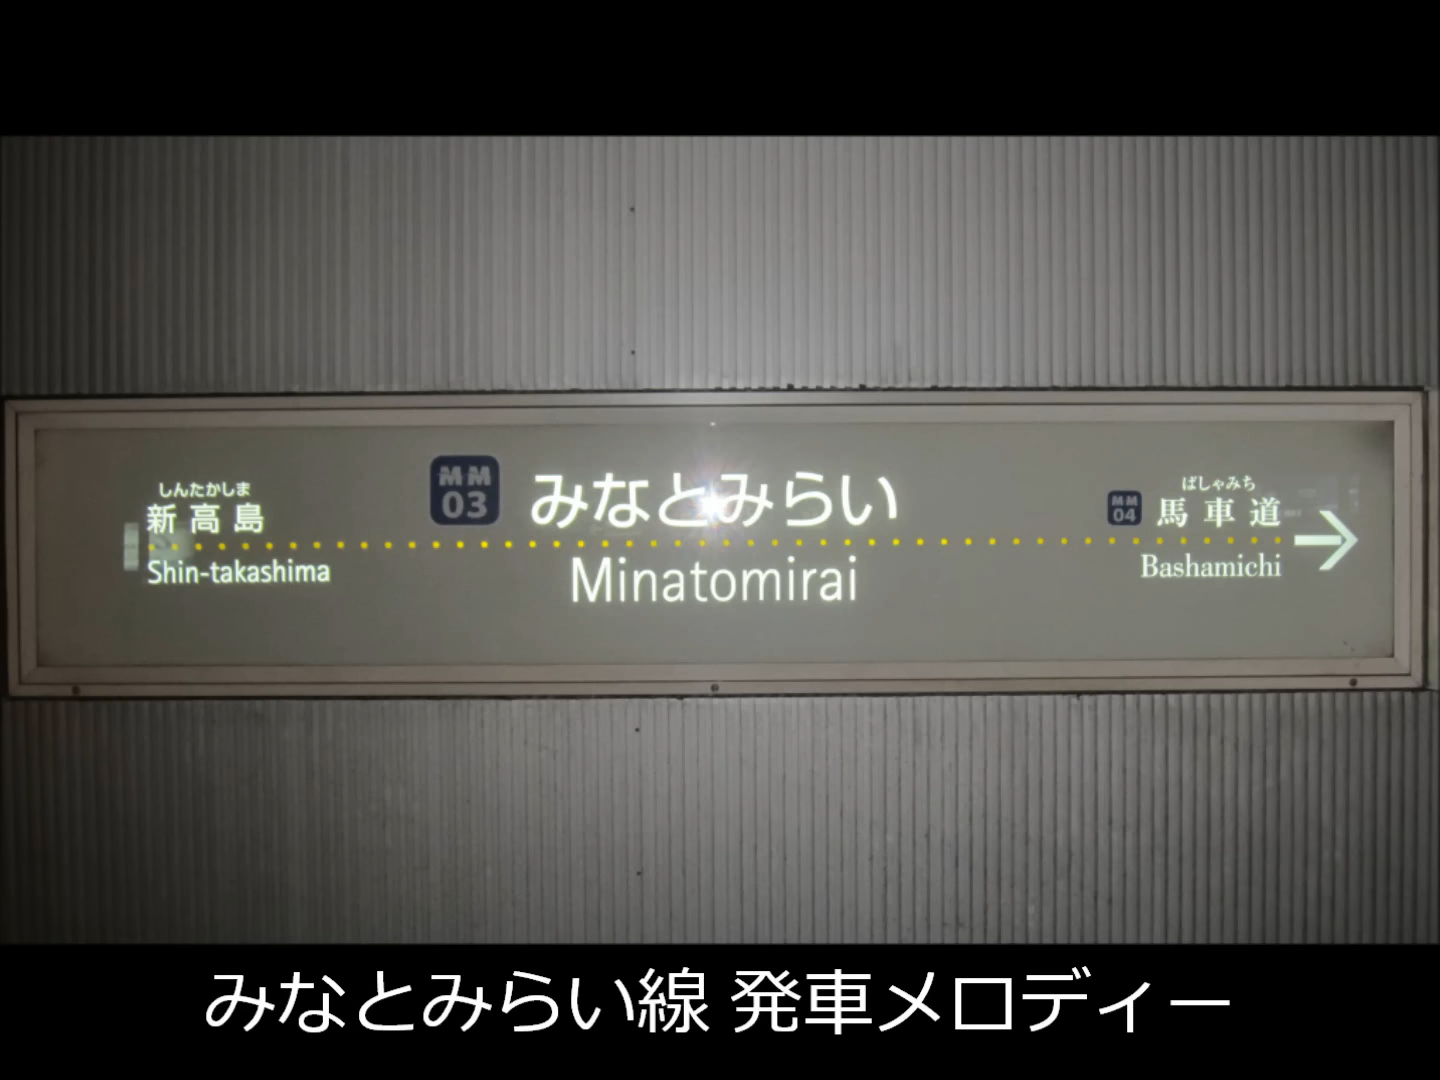 しんたかしま
新高島
Shin-takashima
MM
03
みなとみらい
Minatomirai
MM
04
ばしゃみち
馬車道
Bashamichi
みなとみらい線 発車メロディー